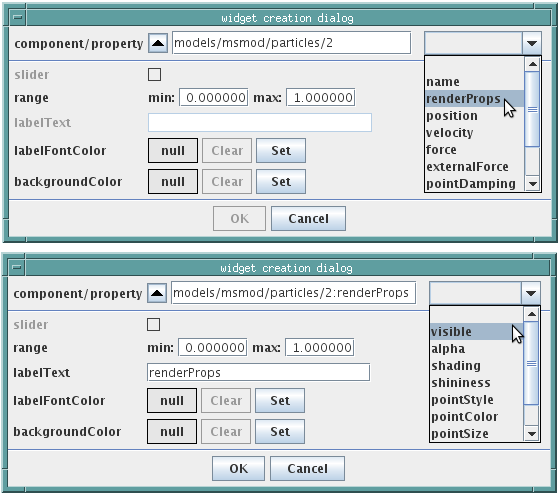 widget creation dialog
component/property models/msmod/particles/2
slider
name
range min: 0.000000 max: 1.000000
renderProps
labelText
position
velocity
labelFontColor null Clear Set
force
externalForce
backgroundColor null Clear Set
pointDamping
OK Cancel
widget creation dialog
component/property models/msmod/particles/2:renderProps
slider
visible
range min: 0.000000 max: 1.000000
alpha
shading
labelText renderProps
shininess
labelFontColor null Clear Set
pointStyle
pointColor
backgroundColor null Clear Set
pointSize
OK Cancel